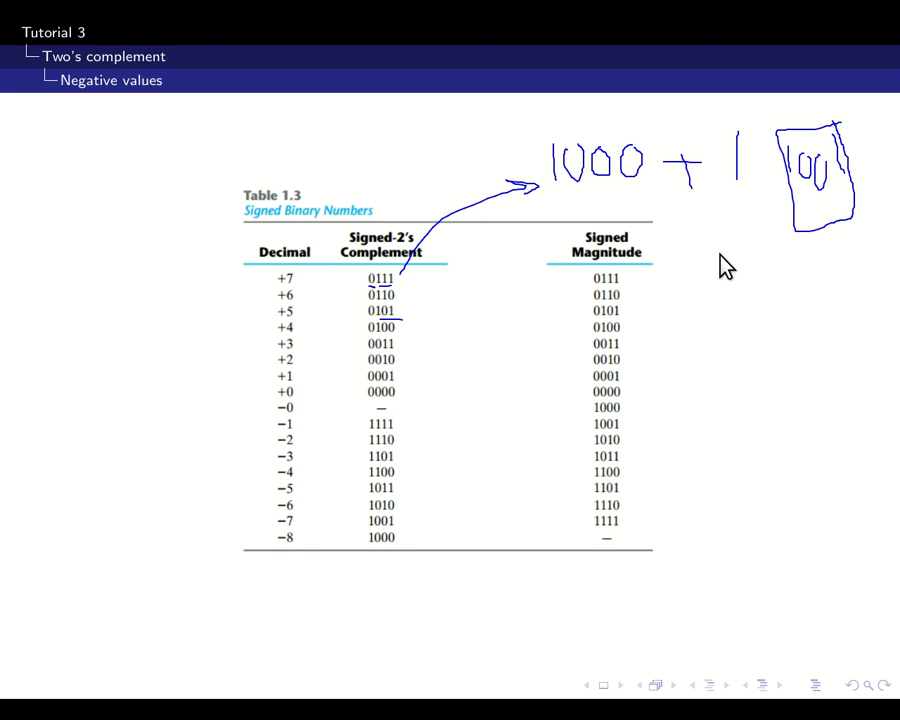 Tutorial 3
Two's complement
Negative values
1000 + 1 1001
Table 1.3
Signed Binary Numbers
Decimal Signed-2's Complement Signed Magnitude
+7 0111 0111
+6 0110 0110
+5 0101 0101
+4 0100 0100
+3 0011 0011
+2 0010 0010
+1 0001 0001
+0 0000 0000
−0 — 1000
−1 1111 1001
−2 1110 1010
−3 1101 1011
−4 1100 1100
−5 1011 1101
−6 1010 1110
−7 1001 1111
−8 1000 —